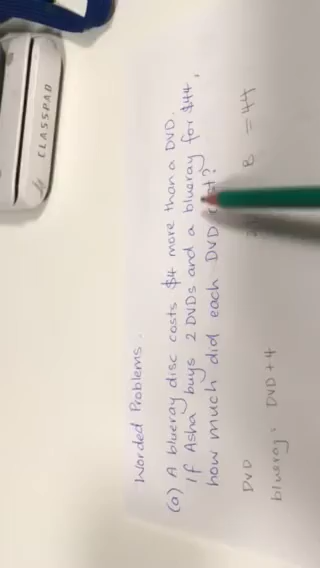 CLASSPAD
Worded Problems.
(a) A blueray disc costs $4 more than a DVD.
If Asha buys 2 DVDs and a blueray for $44,
how much did each DVD cost?
DVD
B = 44
blueray: DVD + 4